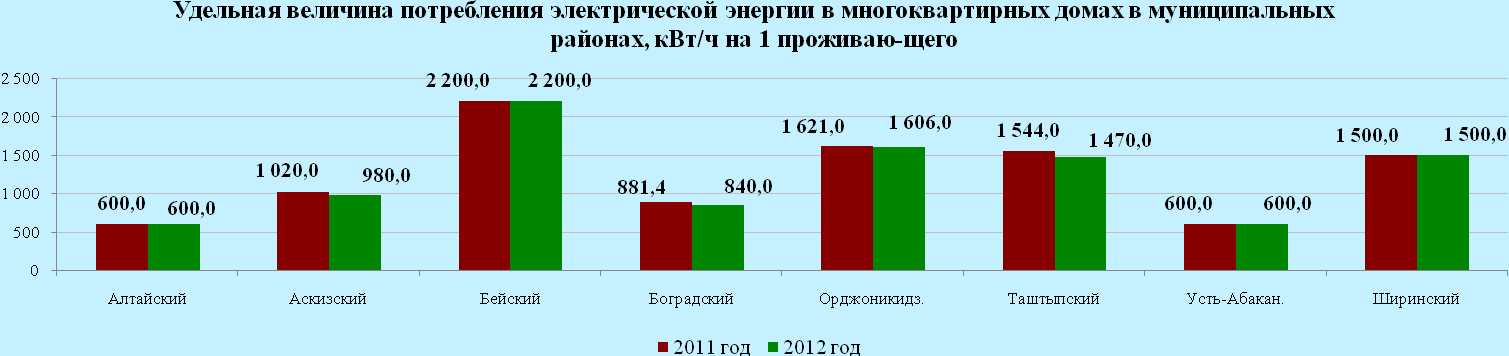 Удельная величина потребления электрической энергии в многоквартирных домах в муниципальных
районах, кВт/ч на 1 проживаю-щего
2 500
2 000
1 500
1 000
500
0
600,0 600,0
1 020,0 980,0
2 200,0 2 200,0
881,4 840,0
1 621,0 1 606,0
1 544,0 1 470,0
600,0 600,0
1 500,0 1 500,0
Алтайский Аскизский Бейский Боградский Орджоникидз. Таштыпский Усть-Абакан. Ширинский
2011 год 2012 год